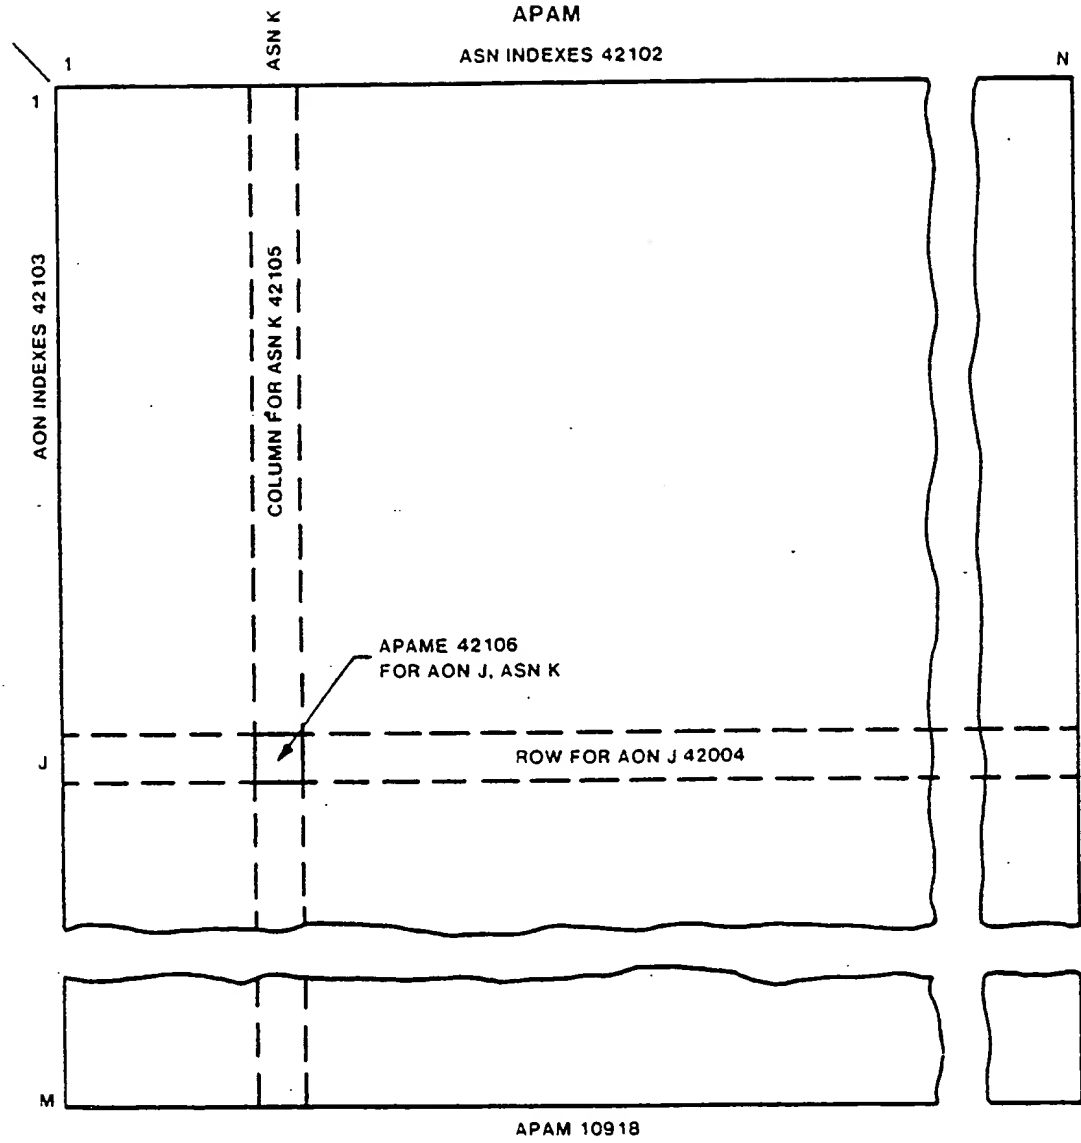 APAM
ASN K
ASN INDEXES 42102
1
N
1
AON INDEXES 42103
COLUMN FOR ASN K 42105
APAME 42106
FOR AON J, ASN K
J
ROW FOR AON J 42004
M
APAM 10918